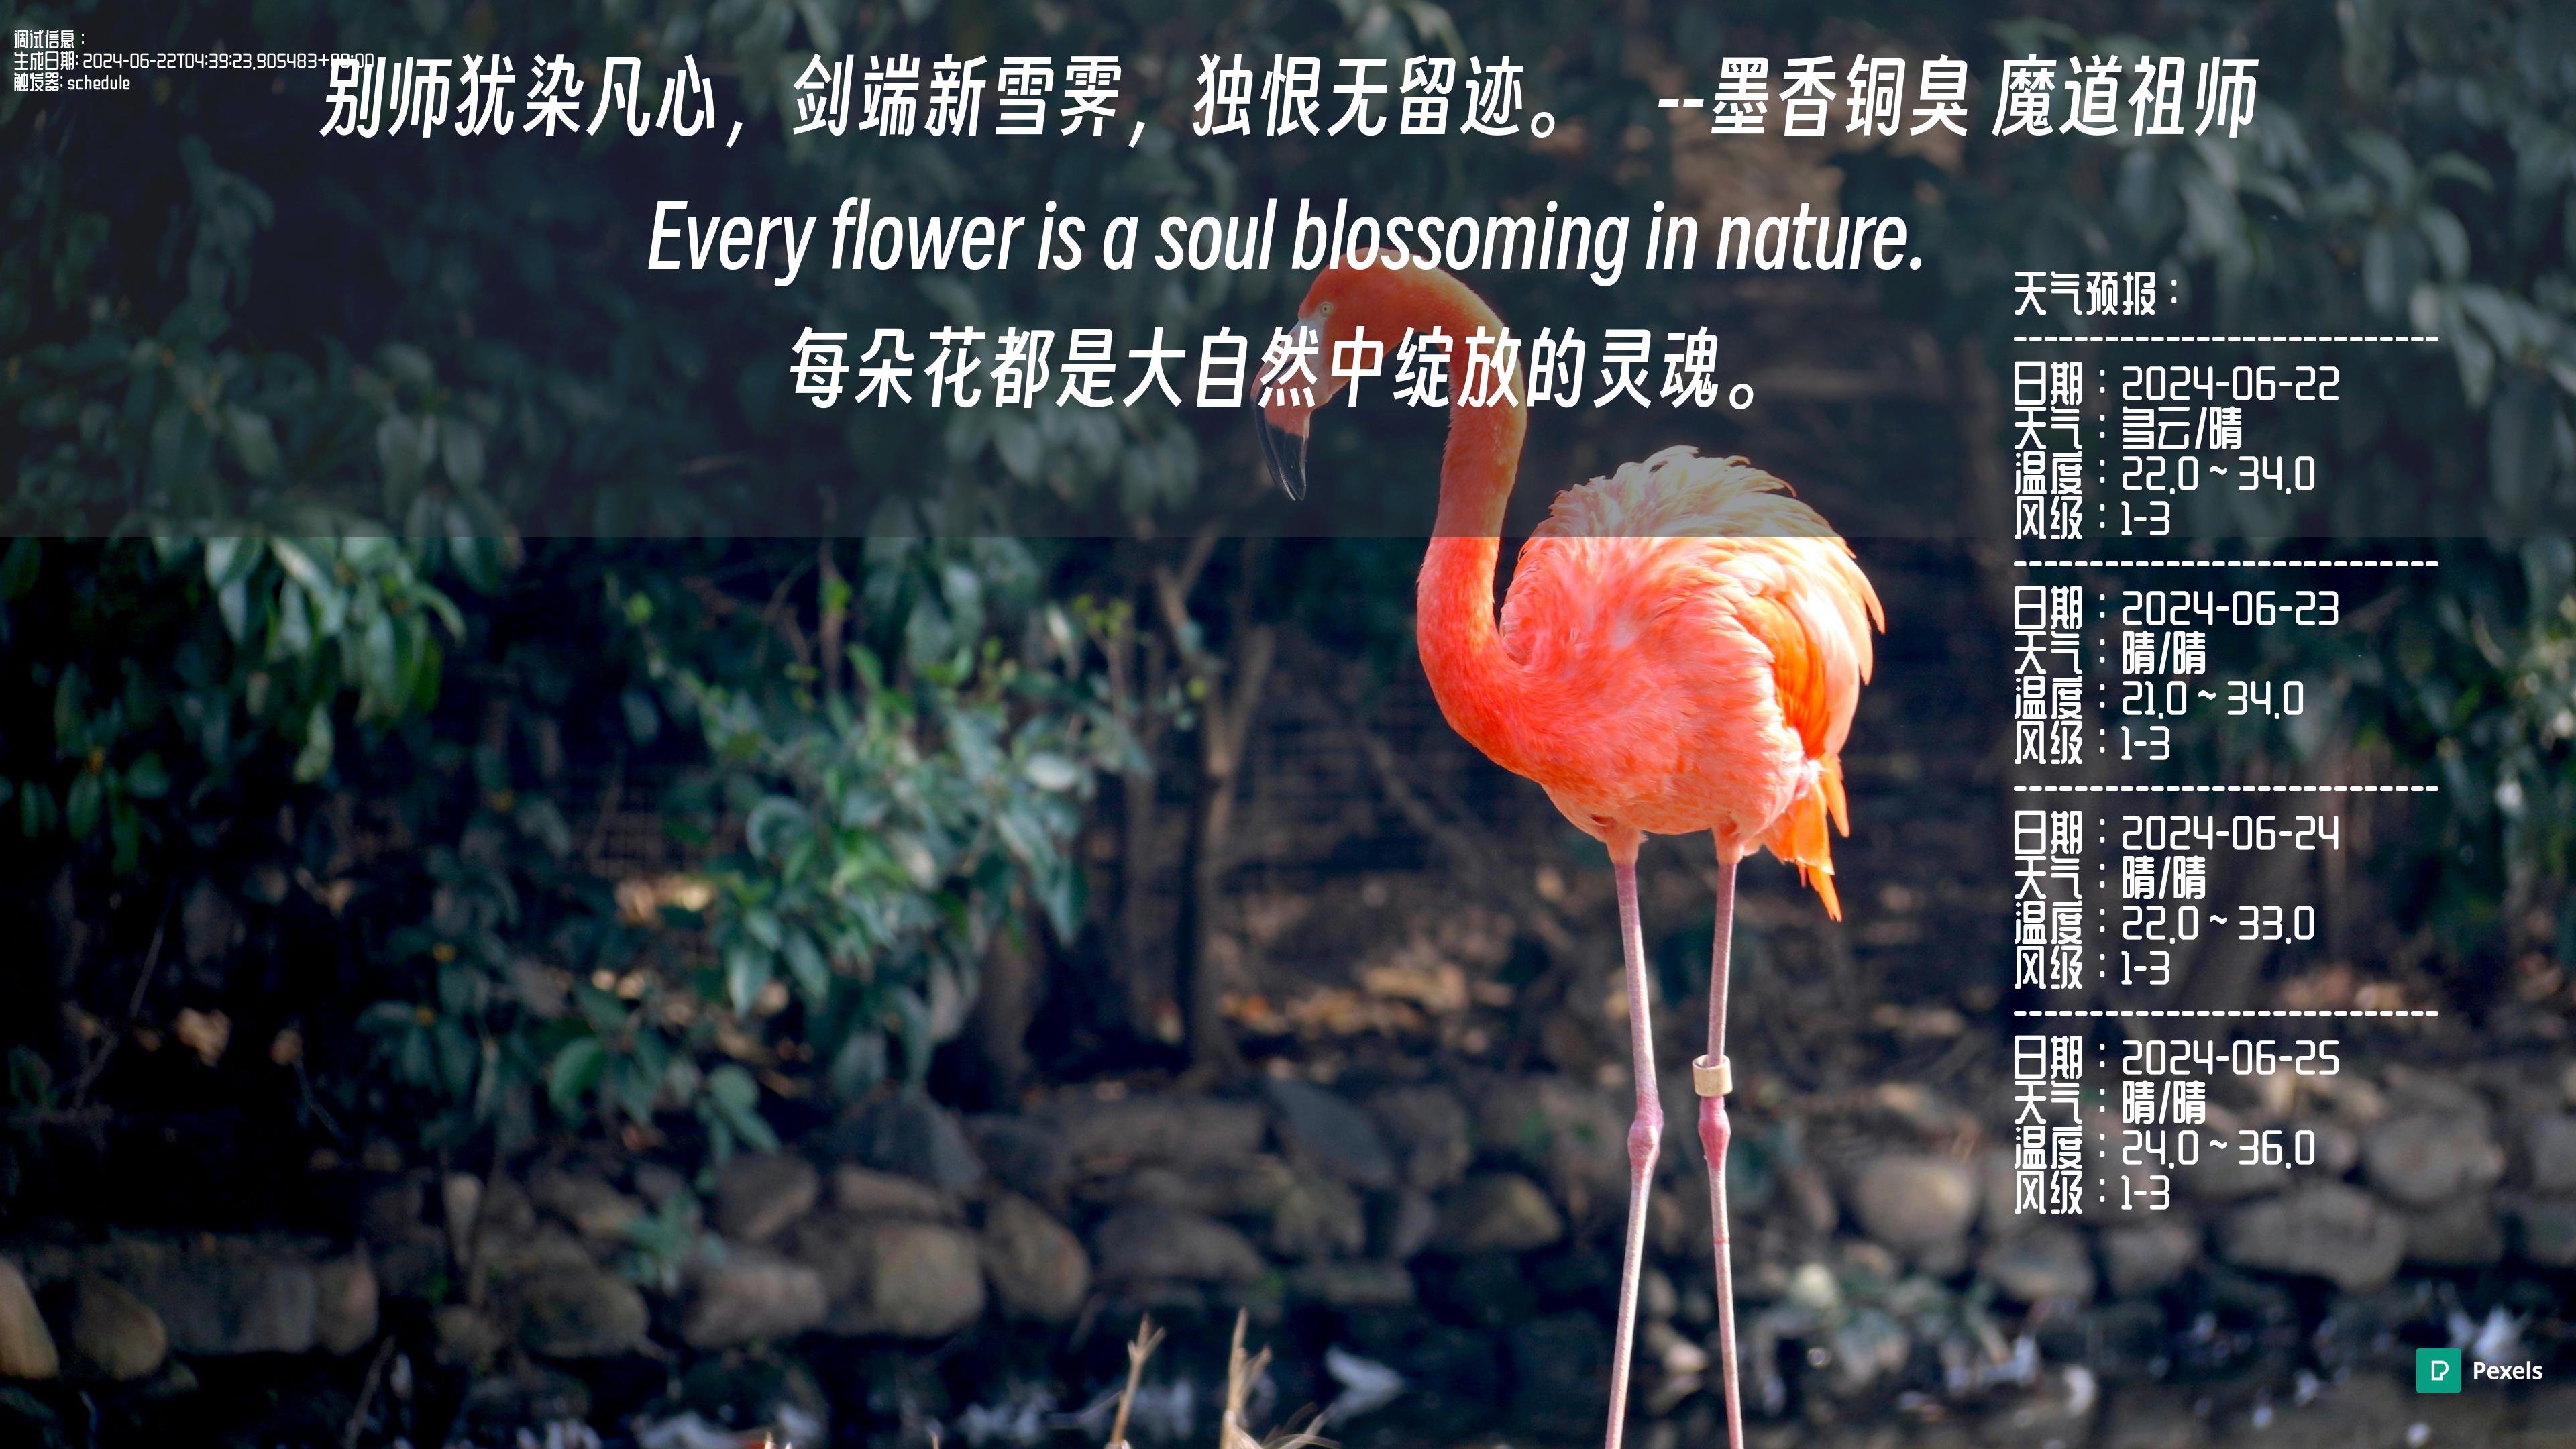 调试信息：
生成日期: 2024-06-22T04:39:23.905483+00:00
触发器: schedule
别师犹染凡心，剑端新雪霁，独恨无留迹。 --墨香铜臭 魔道祖师
Every flower is a soul blossoming in nature.
每朵花都是大自然中绽放的灵魂。
天气预报：
----------------------------
日期：2024-06-22
天气：多云/晴
温度：22.0 ~ 34.0
风级：1-3
----------------------------
日期：2024-06-23
天气：晴/晴
温度：21.0 ~ 34.0
风级：1-3
----------------------------
日期：2024-06-24
天气：晴/晴
温度：22.0 ~ 33.0
风级：1-3
----------------------------
日期：2024-06-25
天气：晴/晴
温度：24.0 ~ 36.0
风级：1-3
Pexels